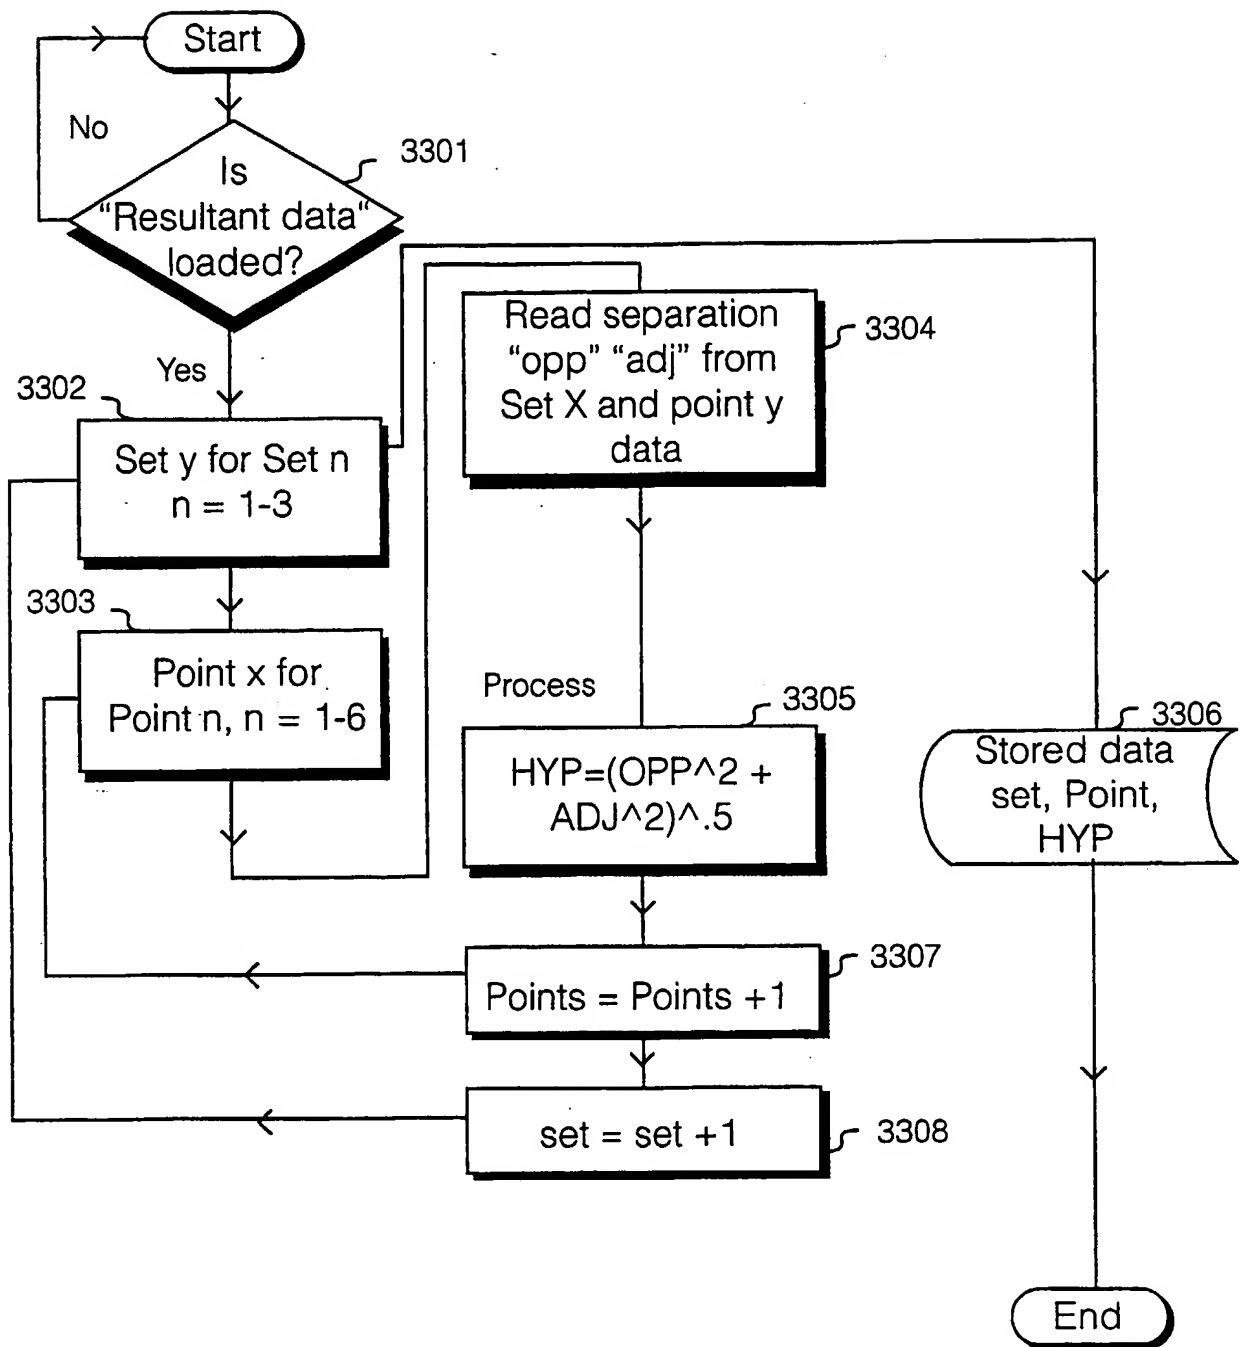 Start
No
3301
Is
“Resultant data“
loaded?
Yes
3302
Set y for Set n
n = 1-3
3303
Point x for
Point n, n = 1-6
Read separation
“opp” “adj” from
Set X and point y
data
3304
Process
3305
HYP=(OPP^2 +
ADJ^2)^.5
3306
Stored data
set, Point,
HYP
3307
Points = Points +1
set = set +1
3308
End